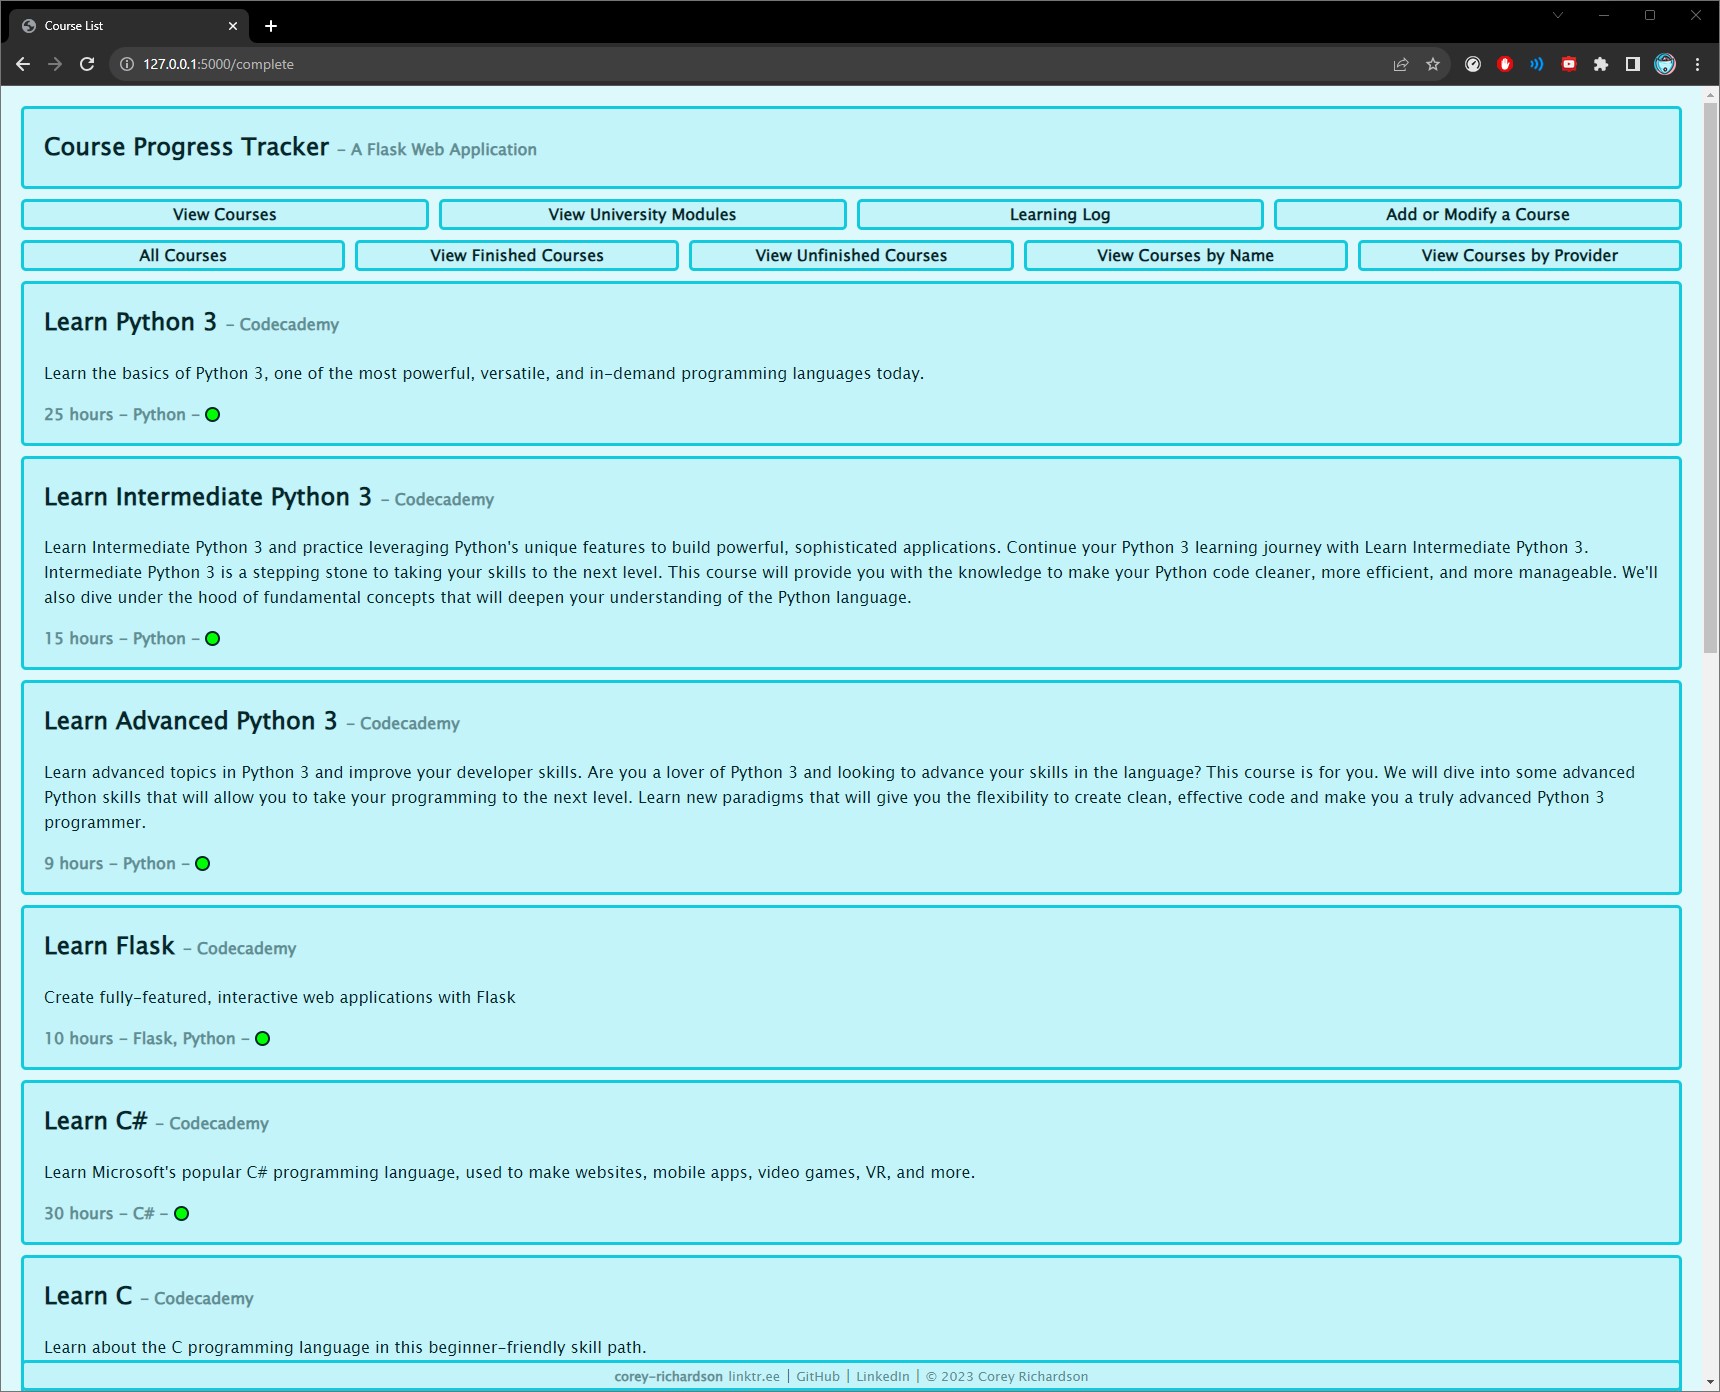 Course List
127.0.0.1:5000/complete
Course Progress Tracker - A Flask Web Application
View Courses
View University Modules
Learning Log
Add or Modify a Course
All Courses
View Finished Courses
View Unfinished Courses
View Courses by Name
View Courses by Provider
Learn Python 3 - Codecademy
Learn the basics of Python 3, one of the most powerful, versatile, and in-demand programming languages today.
25 hours - Python -
Learn Intermediate Python 3 - Codecademy
Learn Intermediate Python 3 and practice leveraging Python's unique features to build powerful, sophisticated applications. Continue your Python 3 learning journey with Learn Intermediate Python 3.
Intermediate Python 3 is a stepping stone to taking your skills to the next level. This course will provide you with the knowledge to make your Python code cleaner, more efficient, and more manageable. We'll
also dive under the hood of fundamental concepts that will deepen your understanding of the Python language.
15 hours - Python -
Learn Advanced Python 3 - Codecademy
Learn advanced topics in Python 3 and improve your developer skills. Are you a lover of Python 3 and looking to advance your skills in the language? This course is for you. We will dive into some advanced
Python skills that will allow you to take your programming to the next level. Learn new paradigms that will give you the flexibility to create clean, effective code and make you a truly advanced Python 3
programmer.
9 hours - Python -
Learn Flask - Codecademy
Create fully-featured, interactive web applications with Flask
10 hours - Flask, Python -
Learn C# - Codecademy
Learn Microsoft's popular C# programming language, used to make websites, mobile apps, video games, VR, and more.
30 hours - C# -
Learn C - Codecademy
Learn about the C programming language in this beginner-friendly skill path.
corey-richardson linktr.ee | GitHub | LinkedIn | © 2023 Corey Richardson